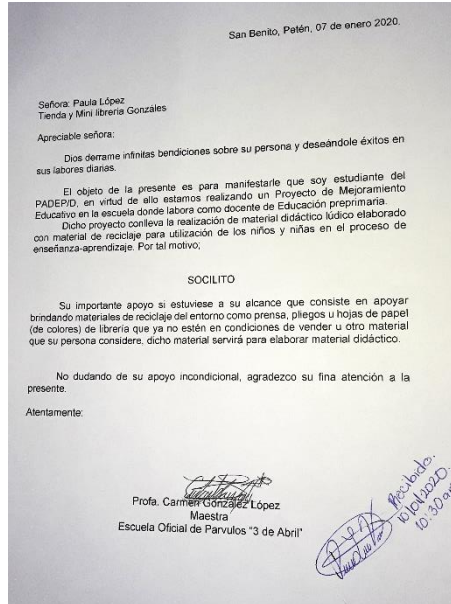 San Benito, Petén, 07 de enero 2020.
Señora: Paula López
Tienda y Mini librería Gonzáles
Apreciable señora:
Dios derrame infinitas bendiciones sobre su persona y deseándole éxitos en
sus labores diarias.
El objeto de la presente es para manifestarle que soy estudiante del
PADEP/D, en virtud de ello estamos realizando un Proyecto de Mejoramiento
Educativo en la escuela donde labora como docente de Educación preprimaria.
Dicho proyecto conlleva la realización de material didáctico lúdico elaborado
con material de reciclaje para utilización de los niños y niñas en el proceso de
enseñanza-aprendizaje. Por tal motivo;
SOCILITO
Su importante apoyo si estuviese a su alcance que consiste en apoyar
brindando materiales de reciclaje del entorno como prensa, pliegos u hojas de papel
(de colores) de librería que ya no estén en condiciones de vender u otro material
que su persona considere, dicho material servirá para elaborar material didáctico.
No dudando de su apoyo incondicional, agradezco su fina atención a la
presente.
Atentamente:
Profa. Carmen González López
Maestra
Escuela Oficial de Parvulos "3 de Abril"
Recibido.
10/01/2020
10:30 am